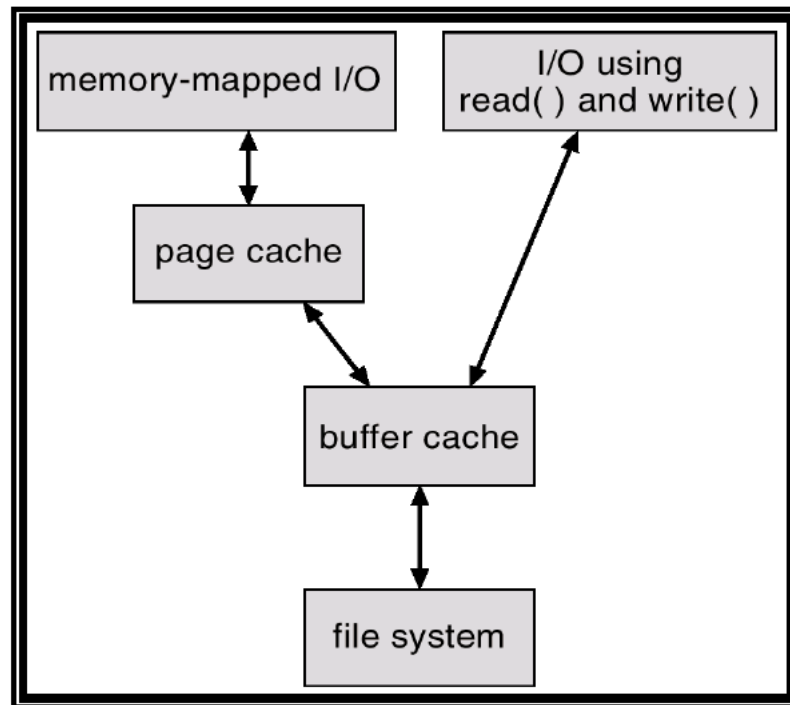 memory-mapped I/O
I/O using
read( ) and write( )
page cache
buffer cache
file system